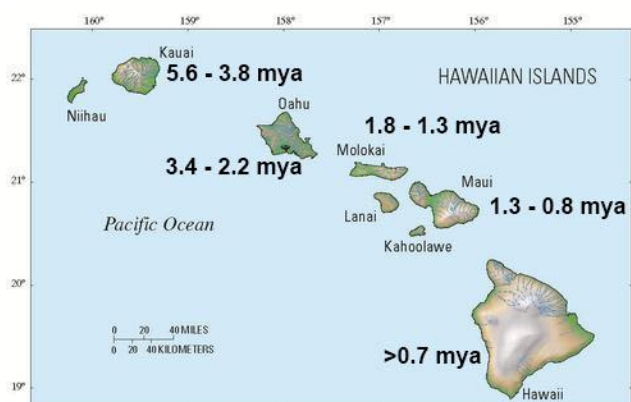 160° 159° 158° 157° 156° 155°
22°
Kauai
5.6 - 3.8 mya
HAWAIIAN ISLANDS
Niihau
Oahu
1.8 - 1.3 mya
3.4 - 2.2 mya
Molokai
21°
Maui
Lanai
1.3 - 0.8 mya
Pacific Ocean
Kahoolawe
20°
0 20 40 MILES
0 20 40 KILOMETERS
>0.7 mya
19°
Hawaii